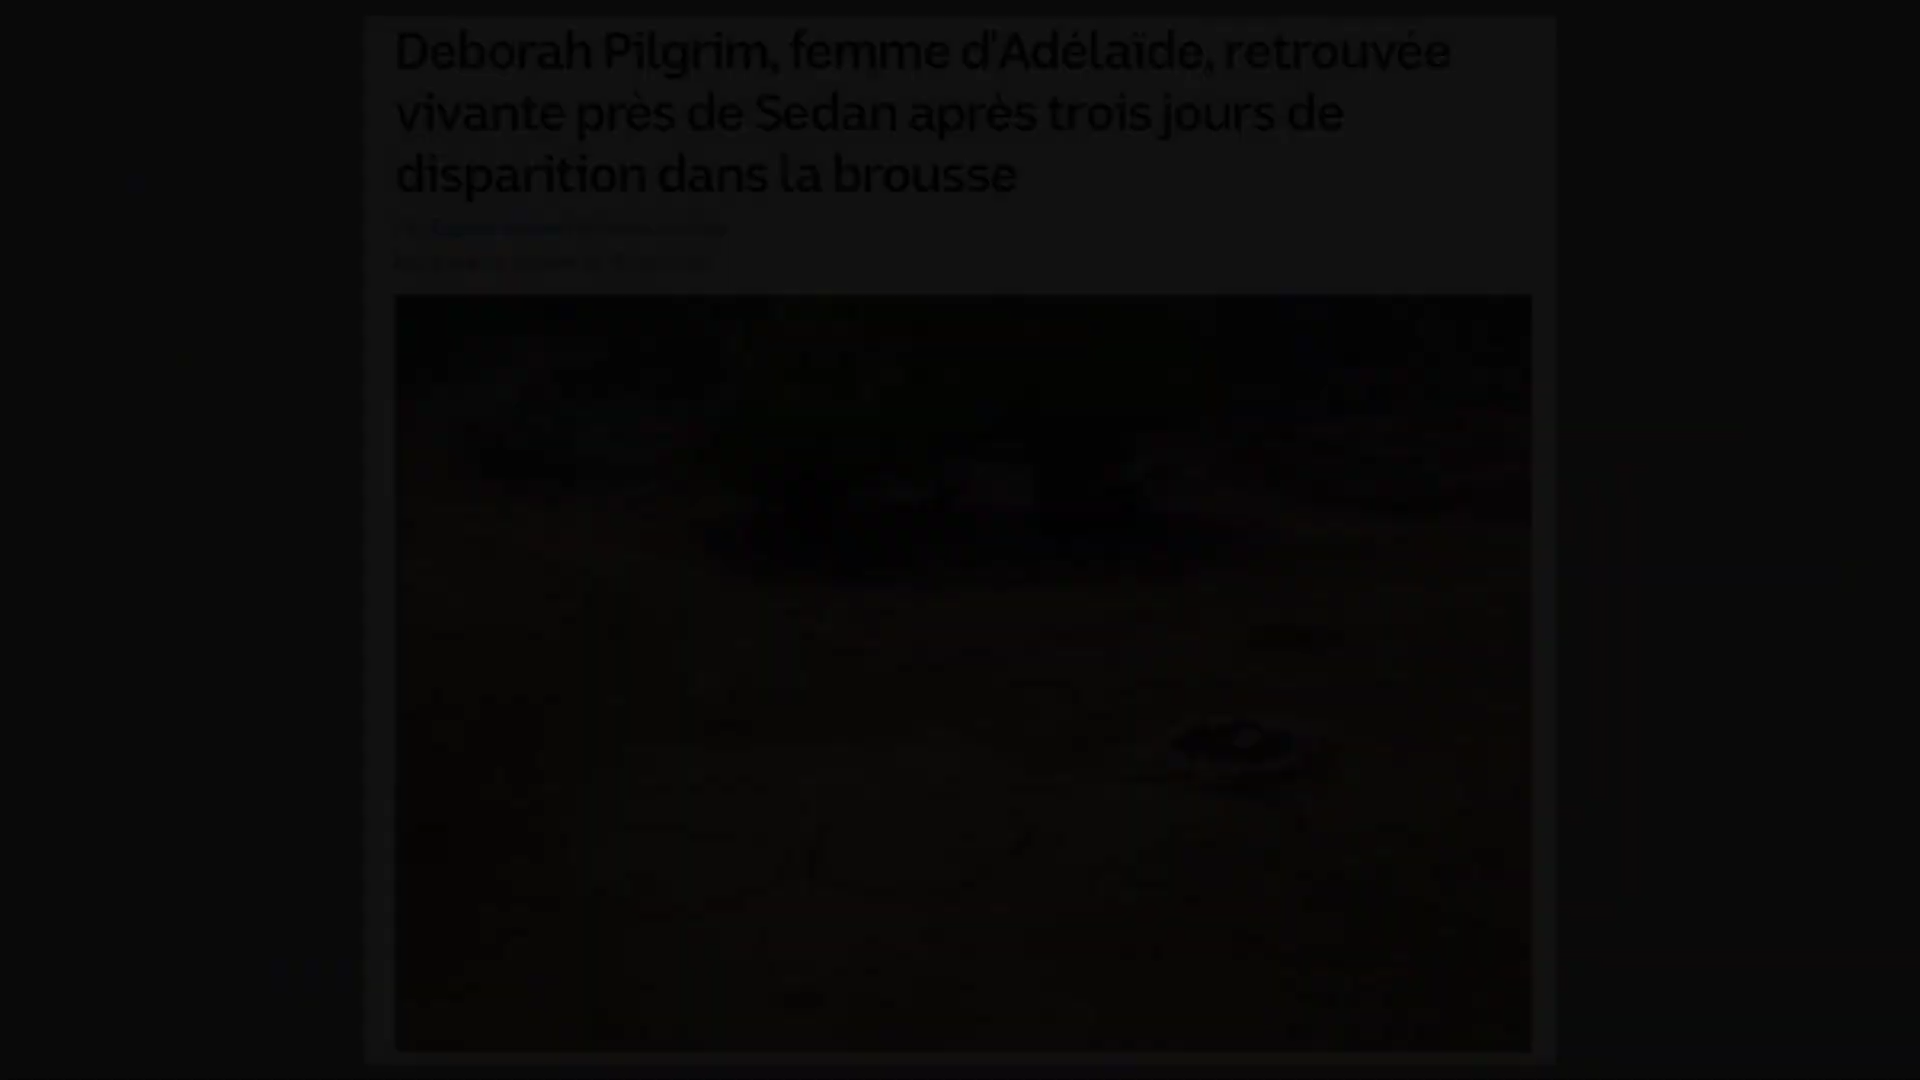 Deborah Pilgrim, femme d'Adélaïde, retrouvée
vivante près de Sedan après trois jours de
disparition dans la brousse